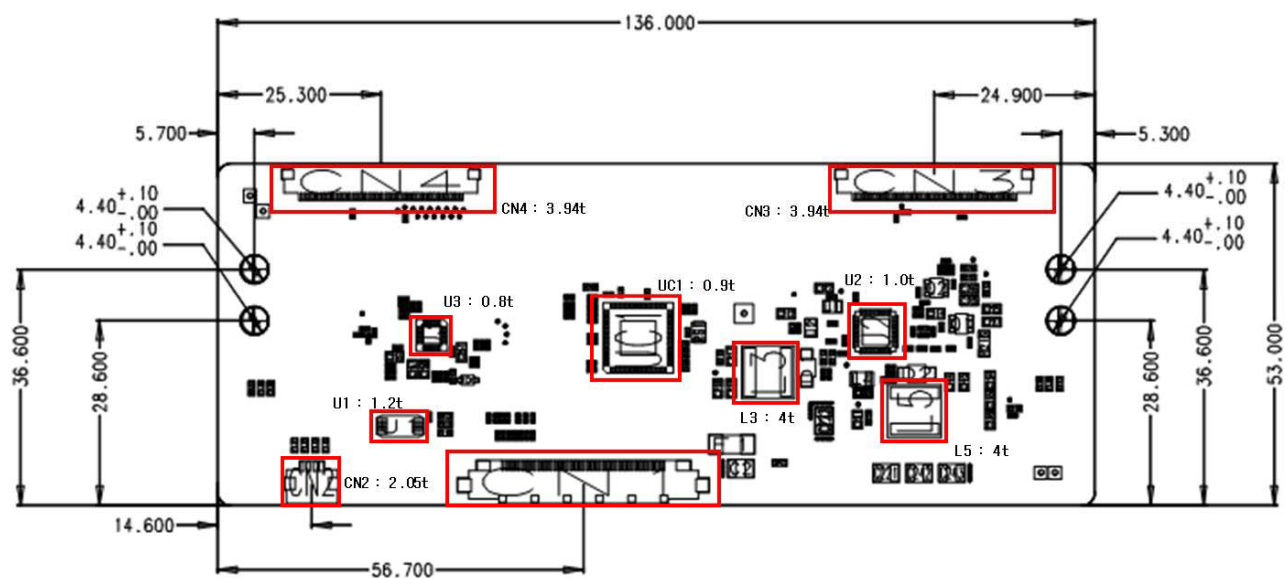 136.000
25.300
24.900
5.700
5.300
CN4
CN3
4.40 +.10 -.00
CN4 : 3.94t
CN3 : 3.94t
4.40 +.10 -.00
4.40 +.10 -.00
4.40 +.10 -.00
U3 : 0.8t
UC1 : 0.9t
U2 : 1.0t
36.600
28.600
28.600
36.600
53.000
L3
U1 : 1.2t
L3 : 4t
L5
U1
L5 : 4t
CN2 : 2.05t
CN2
CN1
14.600
56.700